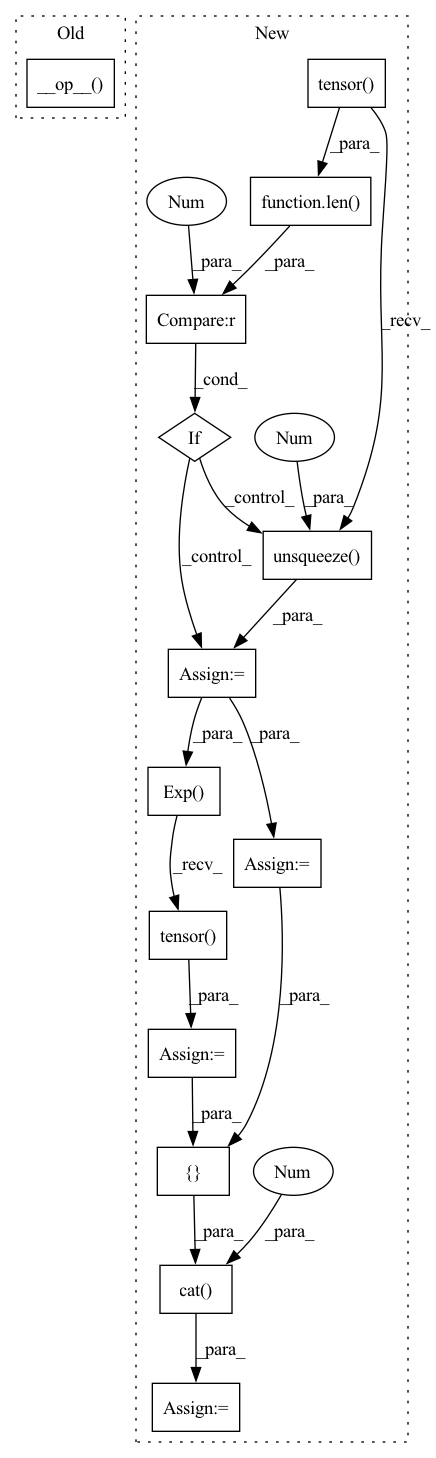 Old
New
__op__()
tensor()
_para_
Num
function.len()
_para_
_para_
_recv_
Compare:r
_cond_
If
Num
_control_
_para_
_control_
unsqueeze()
_para_
Assign:=
_para_
_para_
Exp()
_recv_
Assign:=
tensor()
_para_
_para_
Assign:=
_para_
{}
Num
_para_
_para_
cat()
_para_
Assign:=